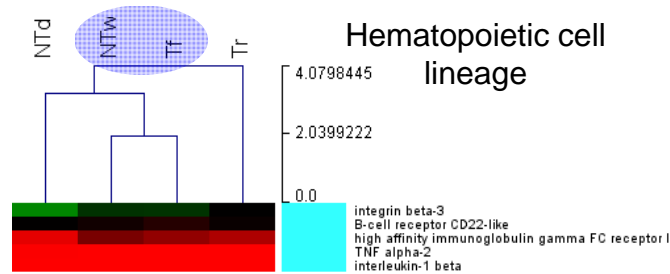 NTd
NTw
Tf
Tr
Hematopoietic cell
lineage
4.0798445
2.0399222
0.0
integrin beta-3
B-cell receptor CD22-like
high affinity immunoglobulin gamma FC receptor I
TNF alpha-2
interleukin-1 beta